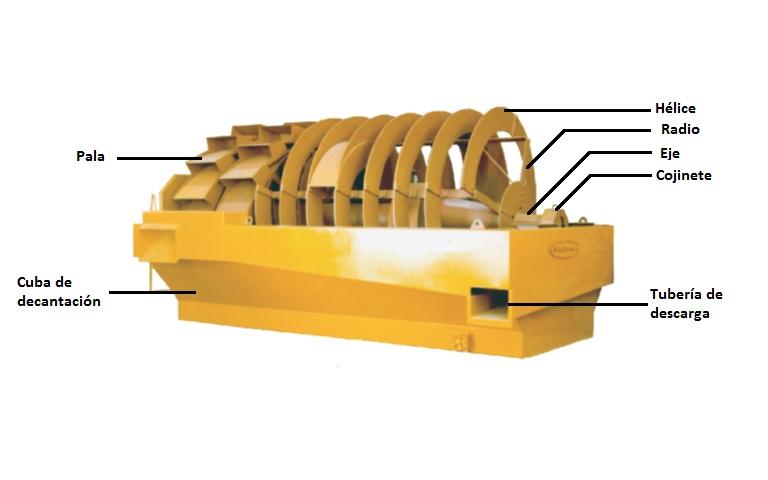 Hélice
Radio
Pala
Eje
Cojinete
Cuba de
decantación
Tubería de
descarga